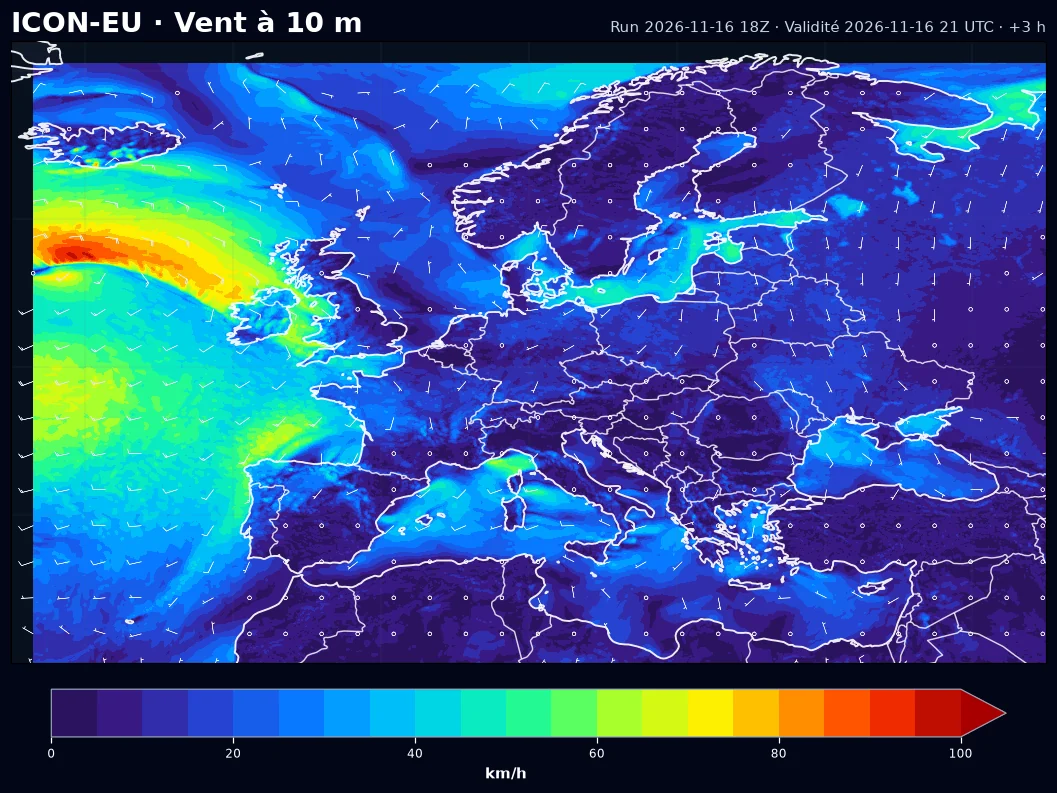 ICON-EU · Vent à 10 m
Run 2026-11-16 18Z · Validité 2026-11-16 21 UTC · +3 h
0 20 40 60 80 100
km/h